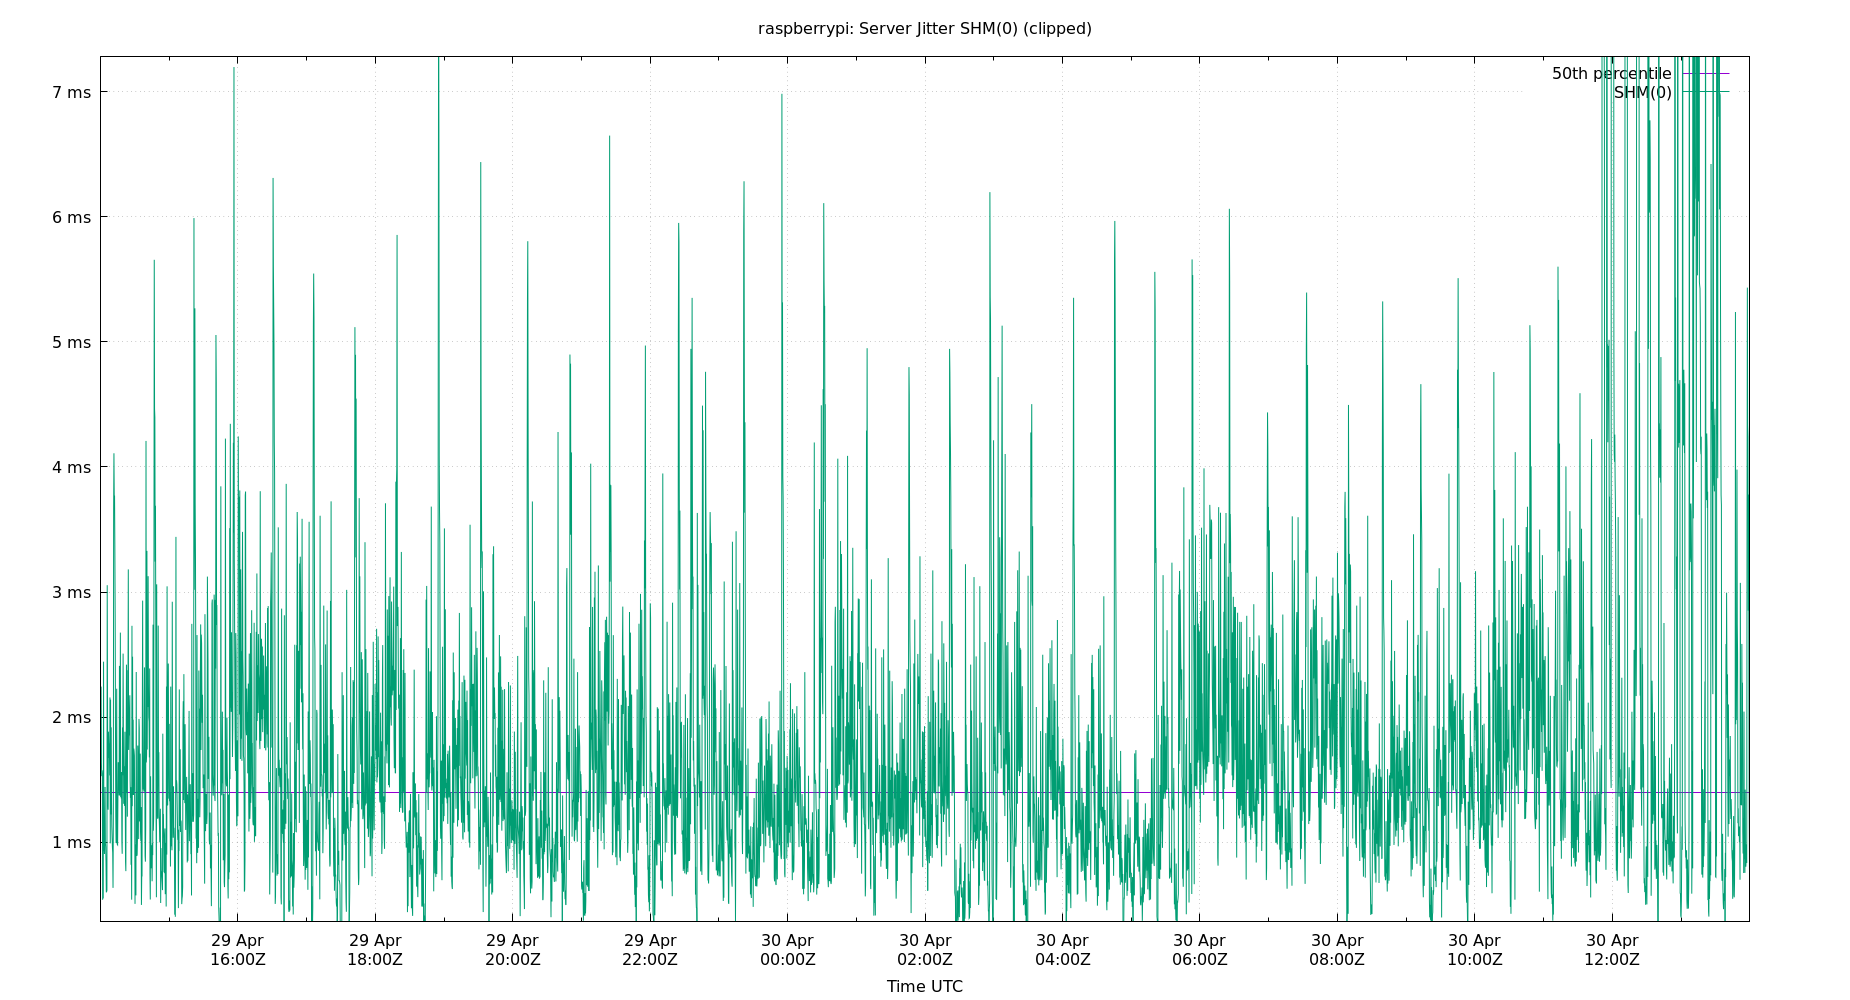 raspberrypi: Server Jitter SHM(0) (clipped)
50th percentile
SHM(0)
7 ms
6 ms
5 ms
4 ms
3 ms
2 ms
1 ms
29 Apr 29 Apr 29 Apr 29 Apr 30 Apr 30 Apr 30 Apr 30 Apr 30 Apr 30 Apr 30 Apr
16:00Z 18:00Z 20:00Z 22:00Z 00:00Z 02:00Z 04:00Z 06:00Z 08:00Z 10:00Z 12:00Z
Time UTC